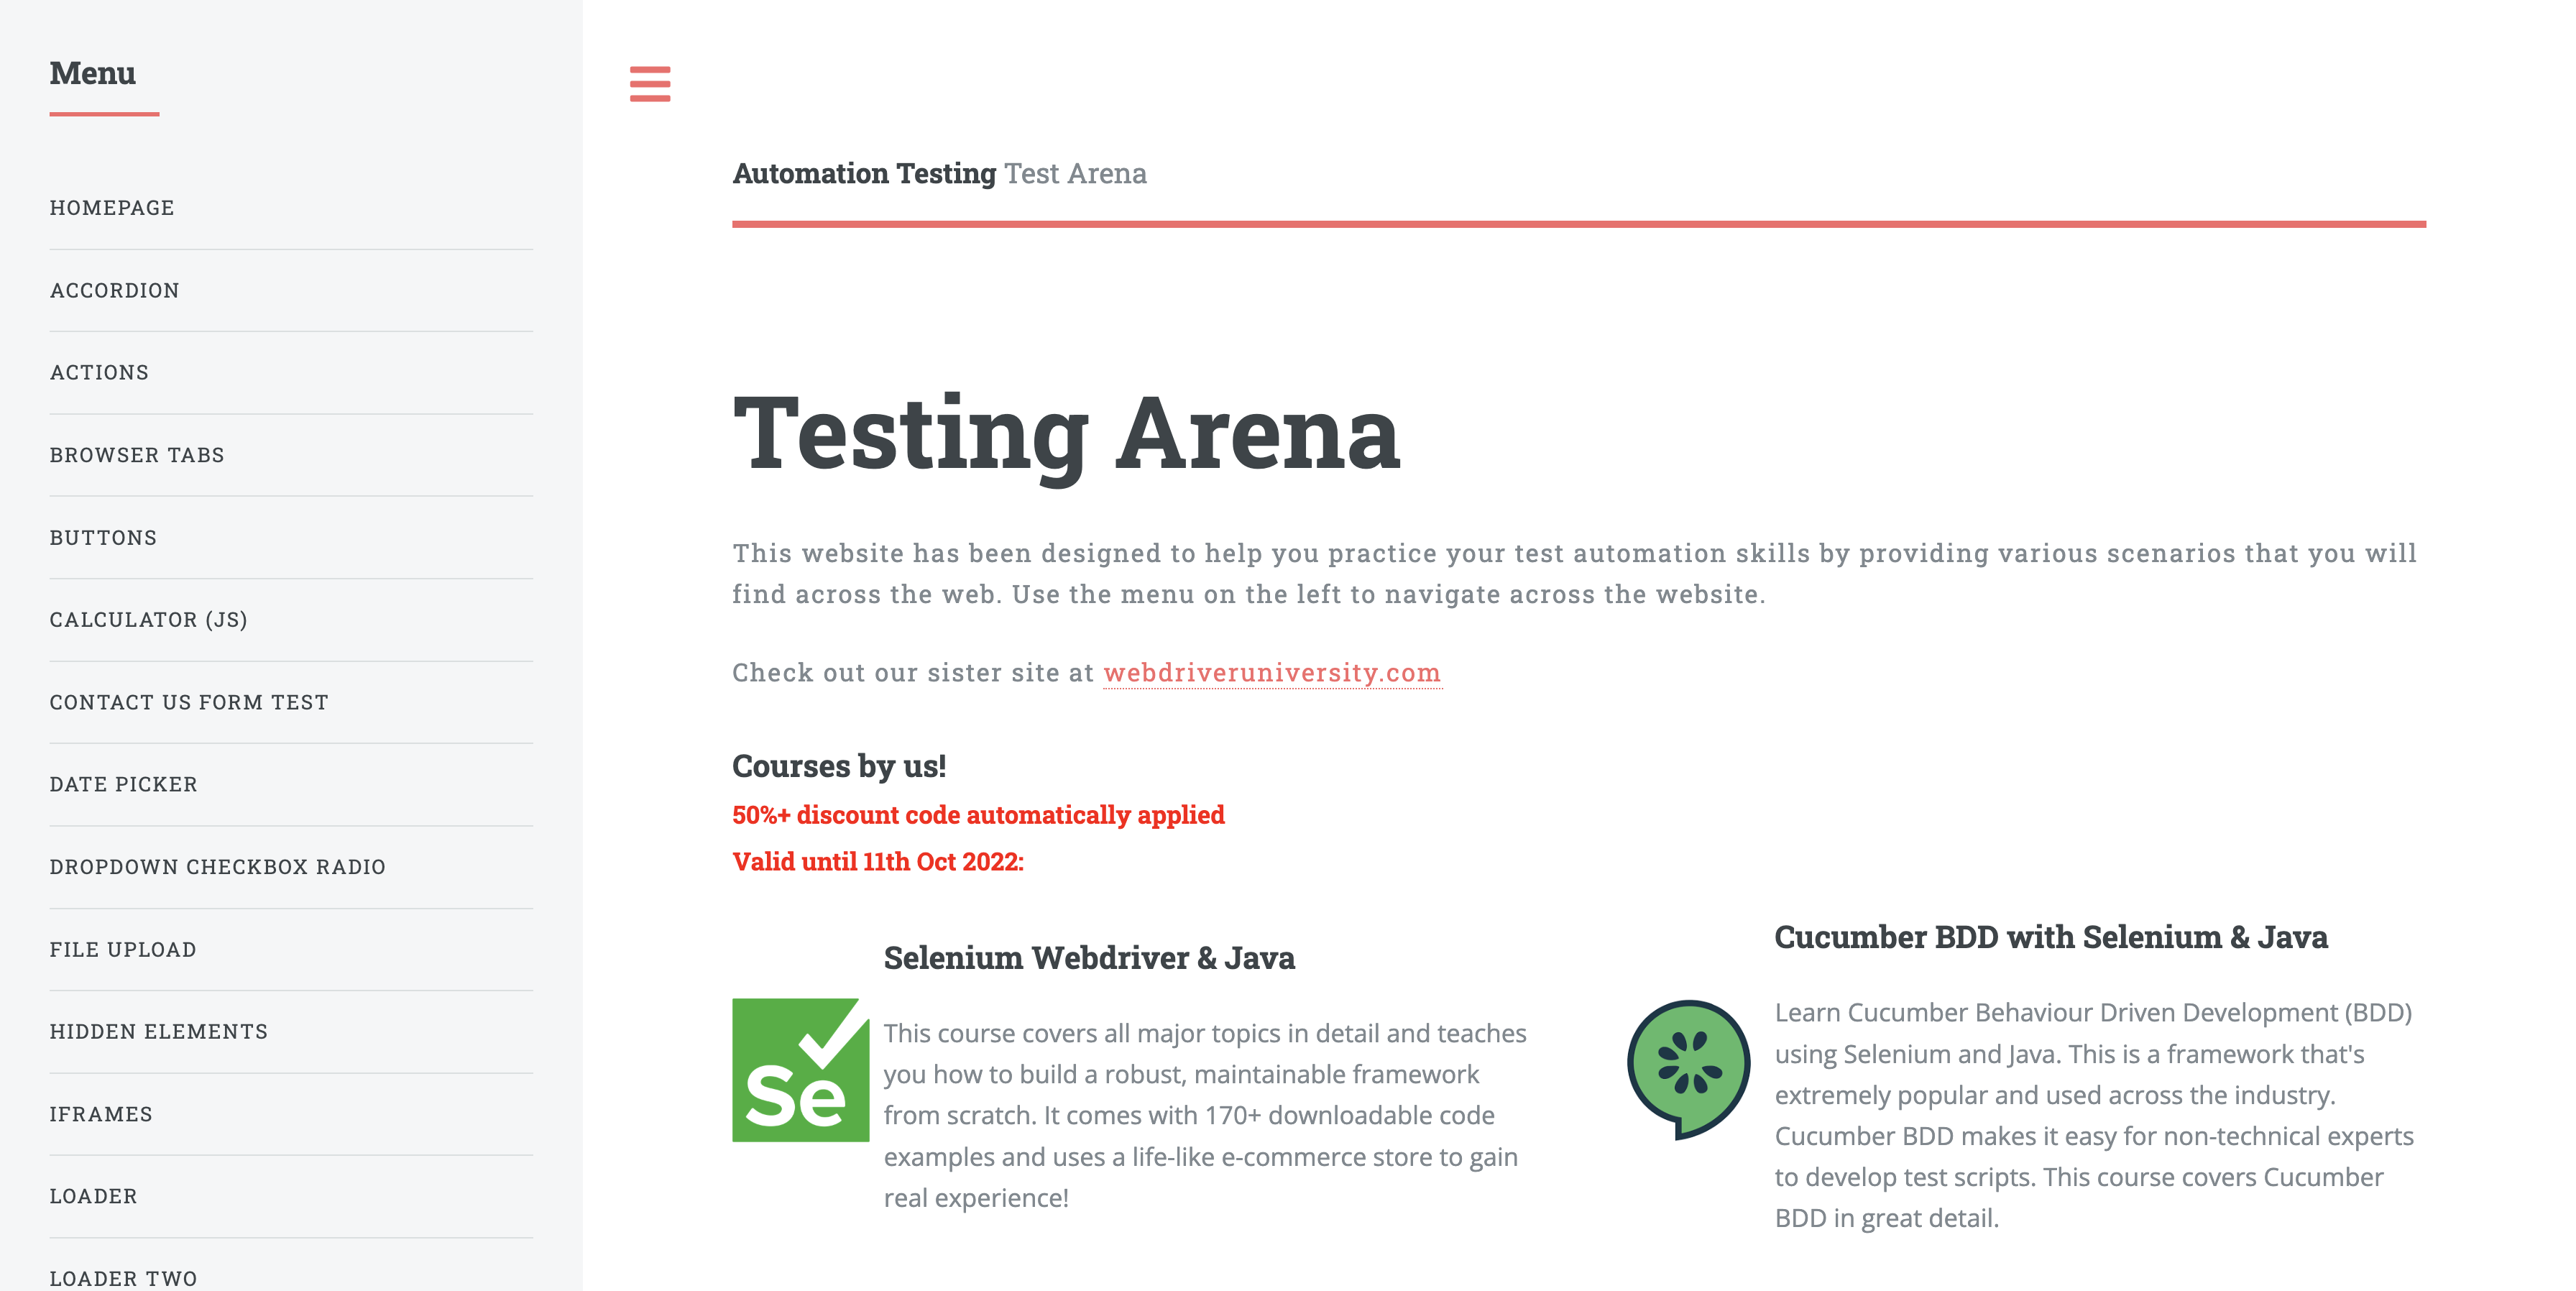 Menu
HOMEPAGE
ACCORDION
ACTIONS
BROWSER TABS
BUTTONS
CALCULATOR (JS)
CONTACT US FORM TEST
DATE PICKER
DROPDOWN CHECKBOX RADIO
FILE UPLOAD
HIDDEN ELEMENTS
IFRAMES
LOADER
LOADER TWO
Automation Testing Test Arena
Testing Arena
This website has been designed to help you practice your test automation skills by providing various scenarios that you will
find across the web. Use the menu on the left to navigate across the website.
Check out our sister site at webdriveruniversity.com
Courses by us!
50%+ discount code automatically applied
Valid until 11th Oct 2022:
Selenium Webdriver & Java
Se
This course covers all major topics in detail and teaches
you how to build a robust, maintainable framework
from scratch. It comes with 170+ downloadable code
examples and uses a life-like e-commerce store to gain
real experience!
Cucumber BDD with Selenium & Java
Learn Cucumber Behaviour Driven Development (BDD)
using Selenium and Java. This is a framework that's
extremely popular and used across the industry.
Cucumber BDD makes it easy for non-technical experts
to develop test scripts. This course covers Cucumber
BDD in great detail.